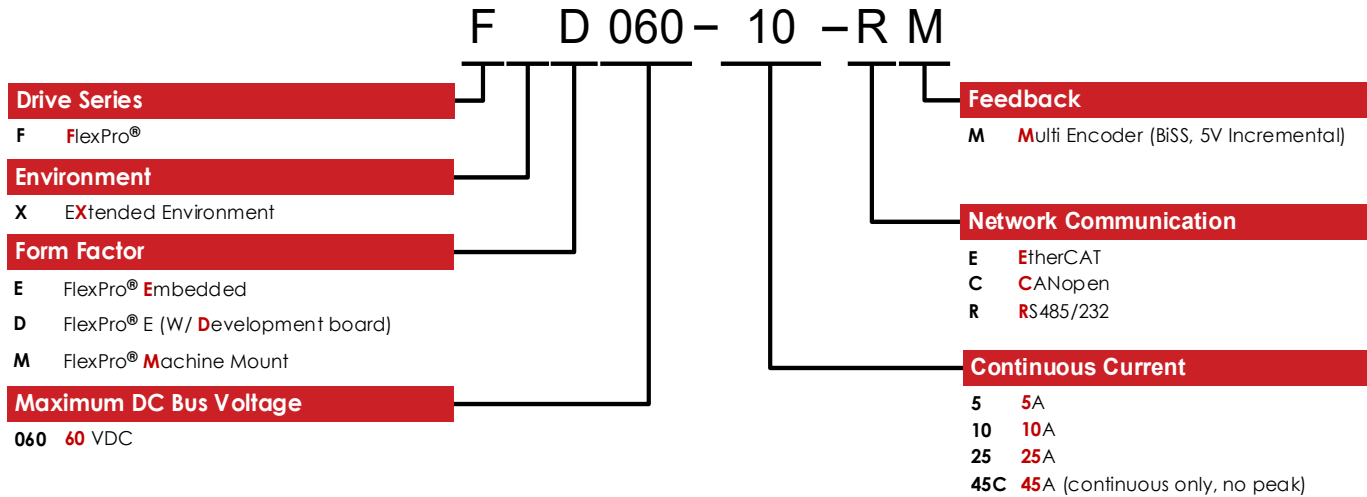 F D 060 – 10 – R M
Drive Series
F FlexPro®
Environment
X EXtended Environment
Form Factor
E FlexPro® Embedded
D FlexPro® E (W/ Development board)
M FlexPro® Machine Mount
Maximum DC Bus Voltage
060 60 VDC
Feedback
M Multi Encoder (BiSS, 5V Incremental)
Network Communication
E EtherCAT
C CANopen
R RS485/232
Continuous Current
5 5A
10 10A
25 25A
45C 45A (continuous only, no peak)